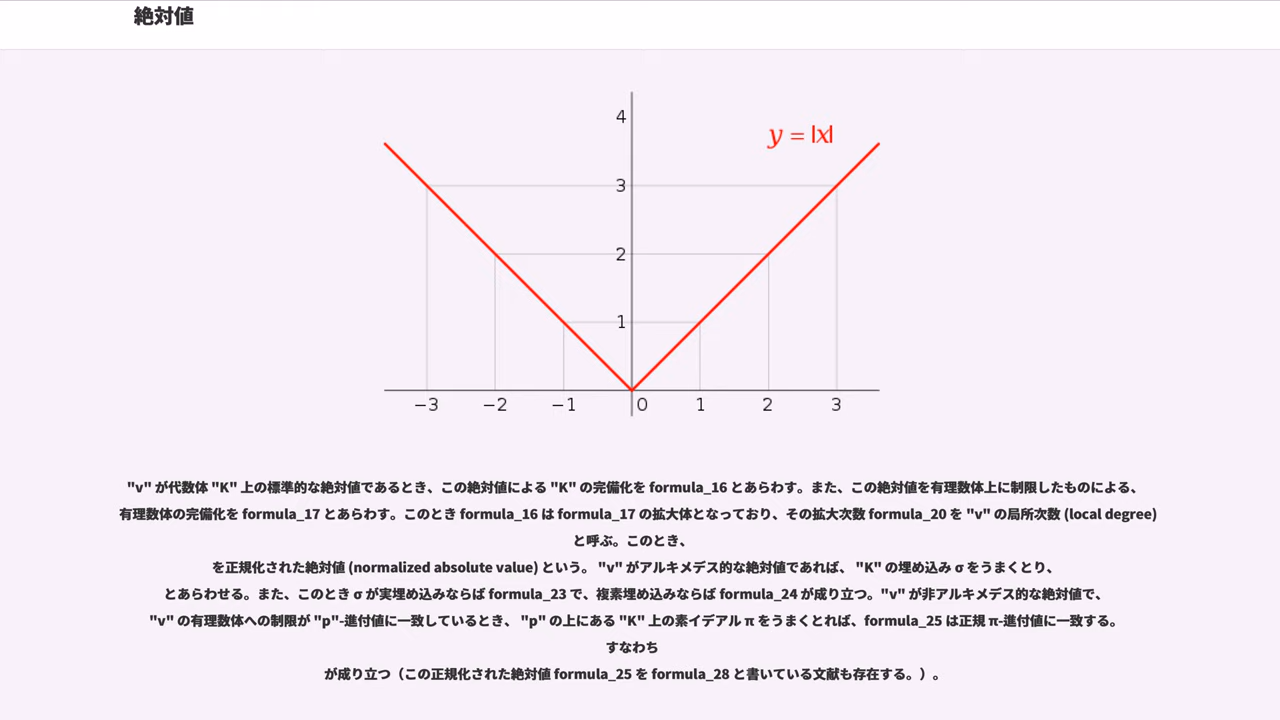 絶対値
4
y = |x|
3
2
1
−3 −2 −1 0 1 2 3
"v" が代数体 "K" 上の標準的な絶対値であるとき、この絶対値による "K" の完備化を formula_16 とあらわす。また、この絶対値を有理数体上に制限したものによる、
有理数体の完備化を formula_17 とあらわす。このとき formula_16 は formula_17 の拡大体となっており、その拡大次数 formula_20 を "v" の局所次数 (local degree)
と呼ぶ。このとき、
を正規化された絶対値 (normalized absolute value) という。 "v" がアルキメデス的な絶対値であれば、 "K" の埋め込み σ をうまくとり、
とあらわせる。また、このとき σ が実埋め込みならば formula_23 で、複素埋め込みならば formula_24 が成り立つ。"v" が非アルキメデス的な絶対値で、
"v" の有理数体への制限が "p"-進付値に一致しているとき、 "p" の上にある "K" 上の素イデアル π をうまくとれば、formula_25 は正規 π-進付値に一致する。
すなわち
が成り立つ（この正規化された絶対値 formula_25 を formula_28 と書いている文献も存在する。）。